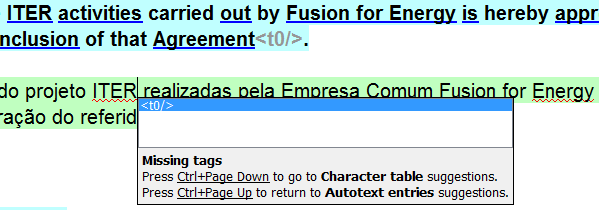 ITER activities carried out by Fusion for Energy is hereby appr
nclusion of that Agreement<t0/>.
do projeto ITER realizadas pela Empresa Comum Fusion for Energy
ração do referid
<t0/>
Missing tags
Press Ctrl+Page Down to go to Character table suggestions.
Press Ctrl+Page Up to return to Autotext entries suggestions.